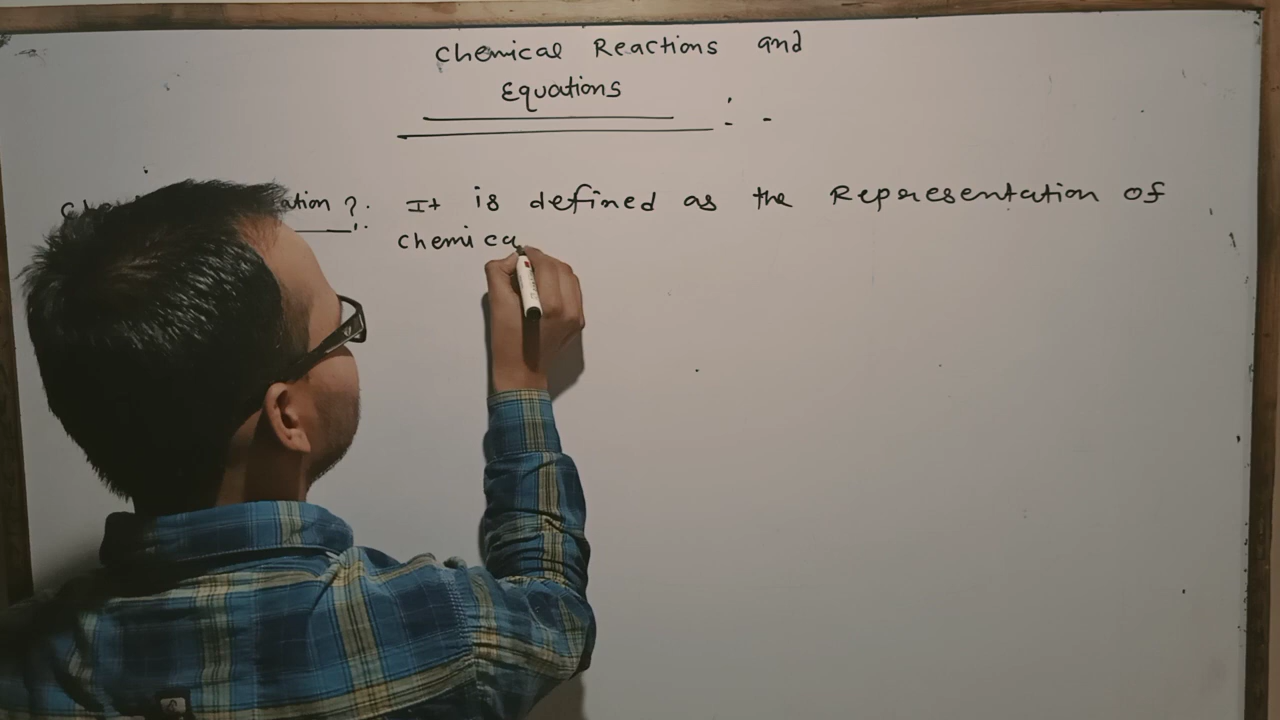 Chemical Reactions and
Equations :-
ation ?: It is defined as the Representation of
chemica